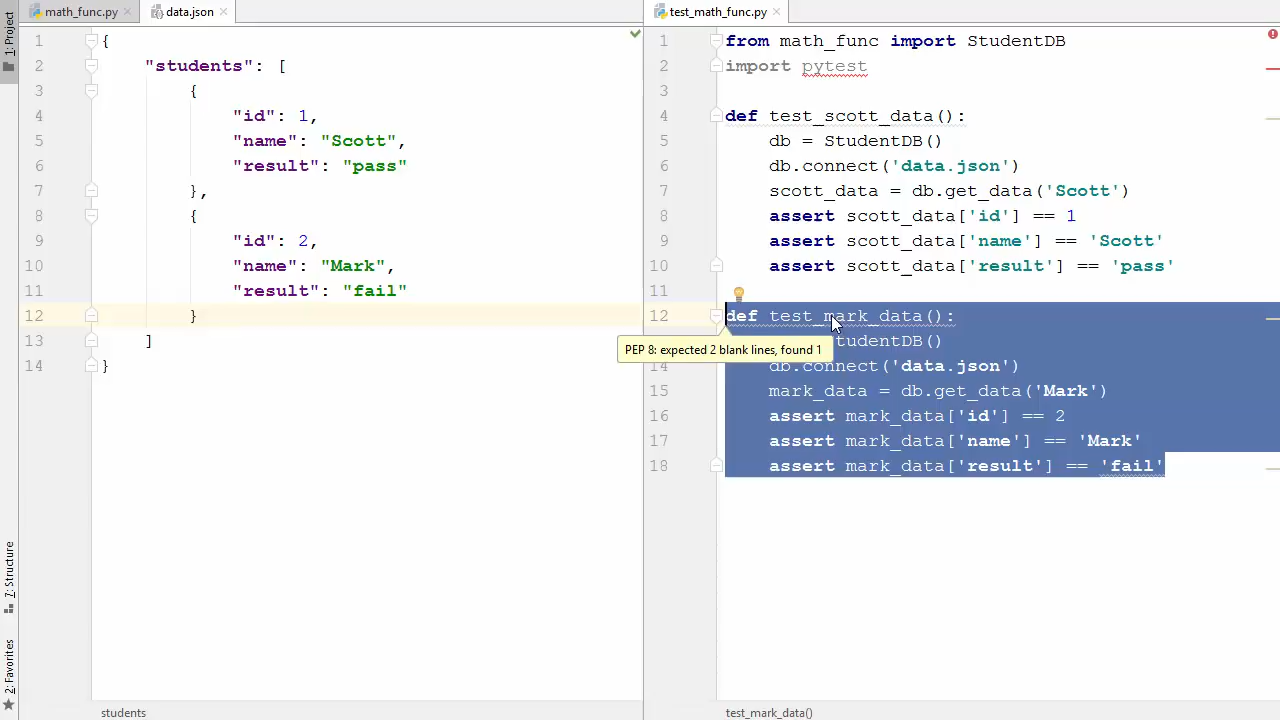 math_func.py
data.json
test_math_func.py
1: Project
7: Structure
2: Favorites
1 {
2 "students": [
3 {
4 "id": 1,
5 "name": "Scott",
6 "result": "pass"
7 },
8 {
9 "id": 2,
10 "name": "Mark",
11 "result": "fail"
12 }
13 ]
14 }
students
1 from math_func import StudentDB
2 import pytest
3
4 def test_scott_data():
5 db = StudentDB()
6 db.connect('data.json')
7 scott_data = db.get_data('Scott')
8 assert scott_data['id'] == 1
9 assert scott_data['name'] == 'Scott'
10 assert scott_data['result'] == 'pass'
11
12 def test_mark_data():
PEP 8: expected 2 blank lines, found 1
tudentDB()
14 db.connect('data.json')
15 mark_data = db.get_data('Mark')
16 assert mark_data['id'] == 2
17 assert mark_data['name'] == 'Mark'
18 assert mark_data['result'] == 'fail'
test_mark_data()